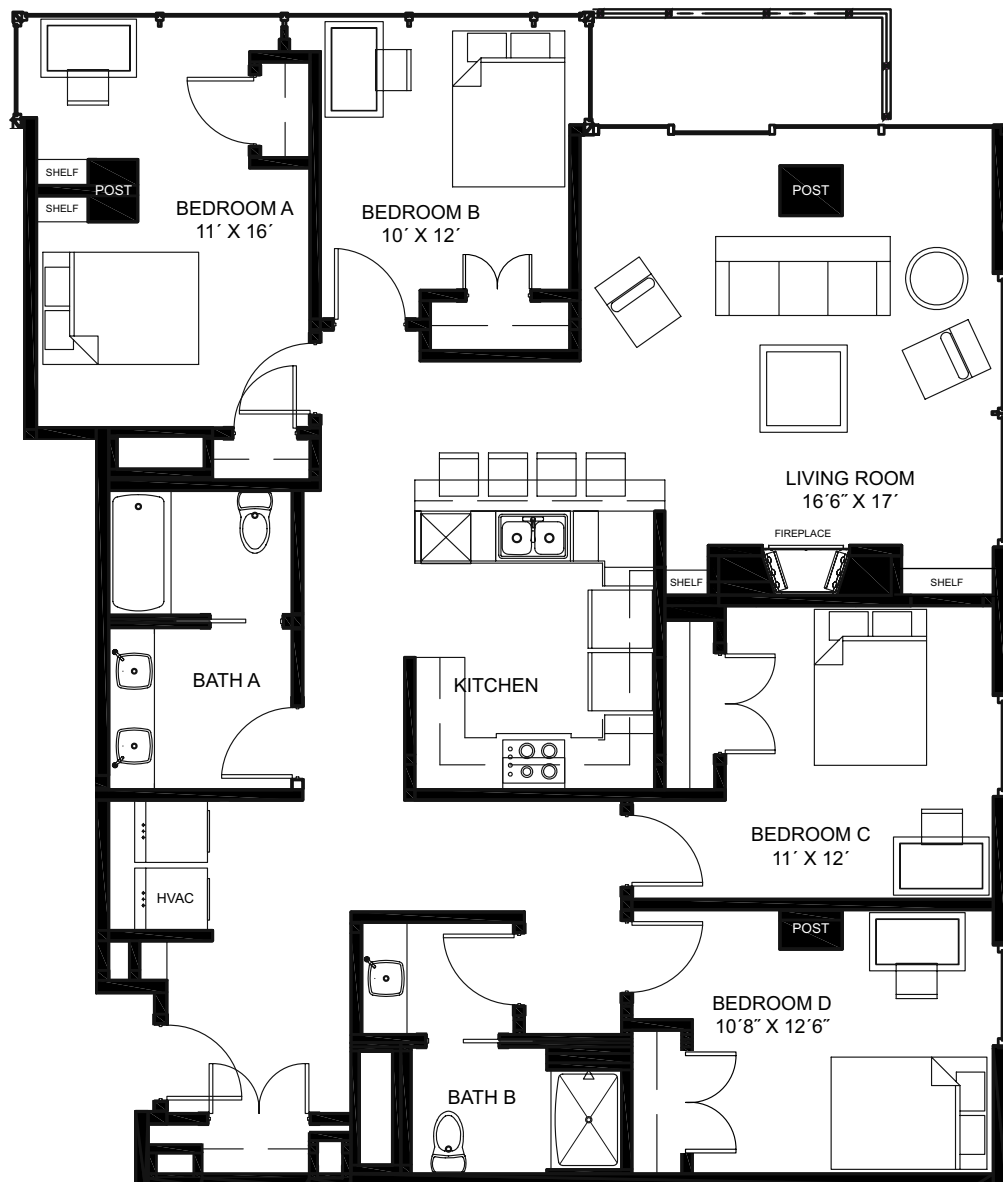 SHELF
POST
SHELF
BEDROOM A
11´ X 16´
BEDROOM B
10´ X 12´
POST
LIVING ROOM
16´6˝ X 17´
FIREPLACE
SHELF
SHELF
BATH A
KITCHEN
BEDROOM C
11´ X 12´
HVAC
POST
BEDROOM D
10´8˝ X 12´6˝
BATH B